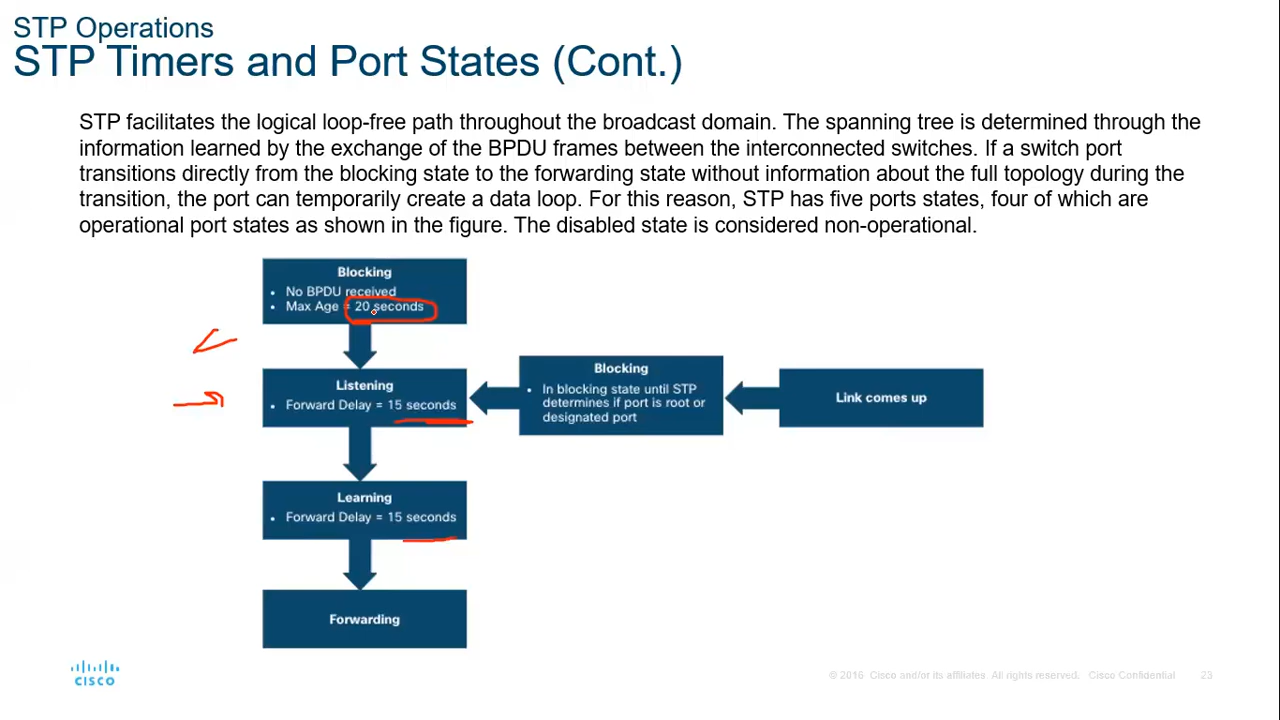 STP Operations
STP Timers and Port States (Cont.)
STP facilitates the logical loop-free path throughout the broadcast domain. The spanning tree is determined through the
information learned by the exchange of the BPDU frames between the interconnected switches. If a switch port
transitions directly from the blocking state to the forwarding state without information about the full topology during the
transition, the port can temporarily create a data loop. For this reason, STP has five ports states, four of which are
operational port states as shown in the figure. The disabled state is considered non-operational.
Blocking
• No BPDU received
• Max Age = 20 seconds
Listening
• Forward Delay = 15 seconds
Blocking
• In blocking state until STP
determines if port is root or
designated port
Link comes up
Learning
• Forward Delay = 15 seconds
Forwarding
CISCO
© 2016 Cisco and/or its affiliates. All rights reserved. Cisco Confidential 23